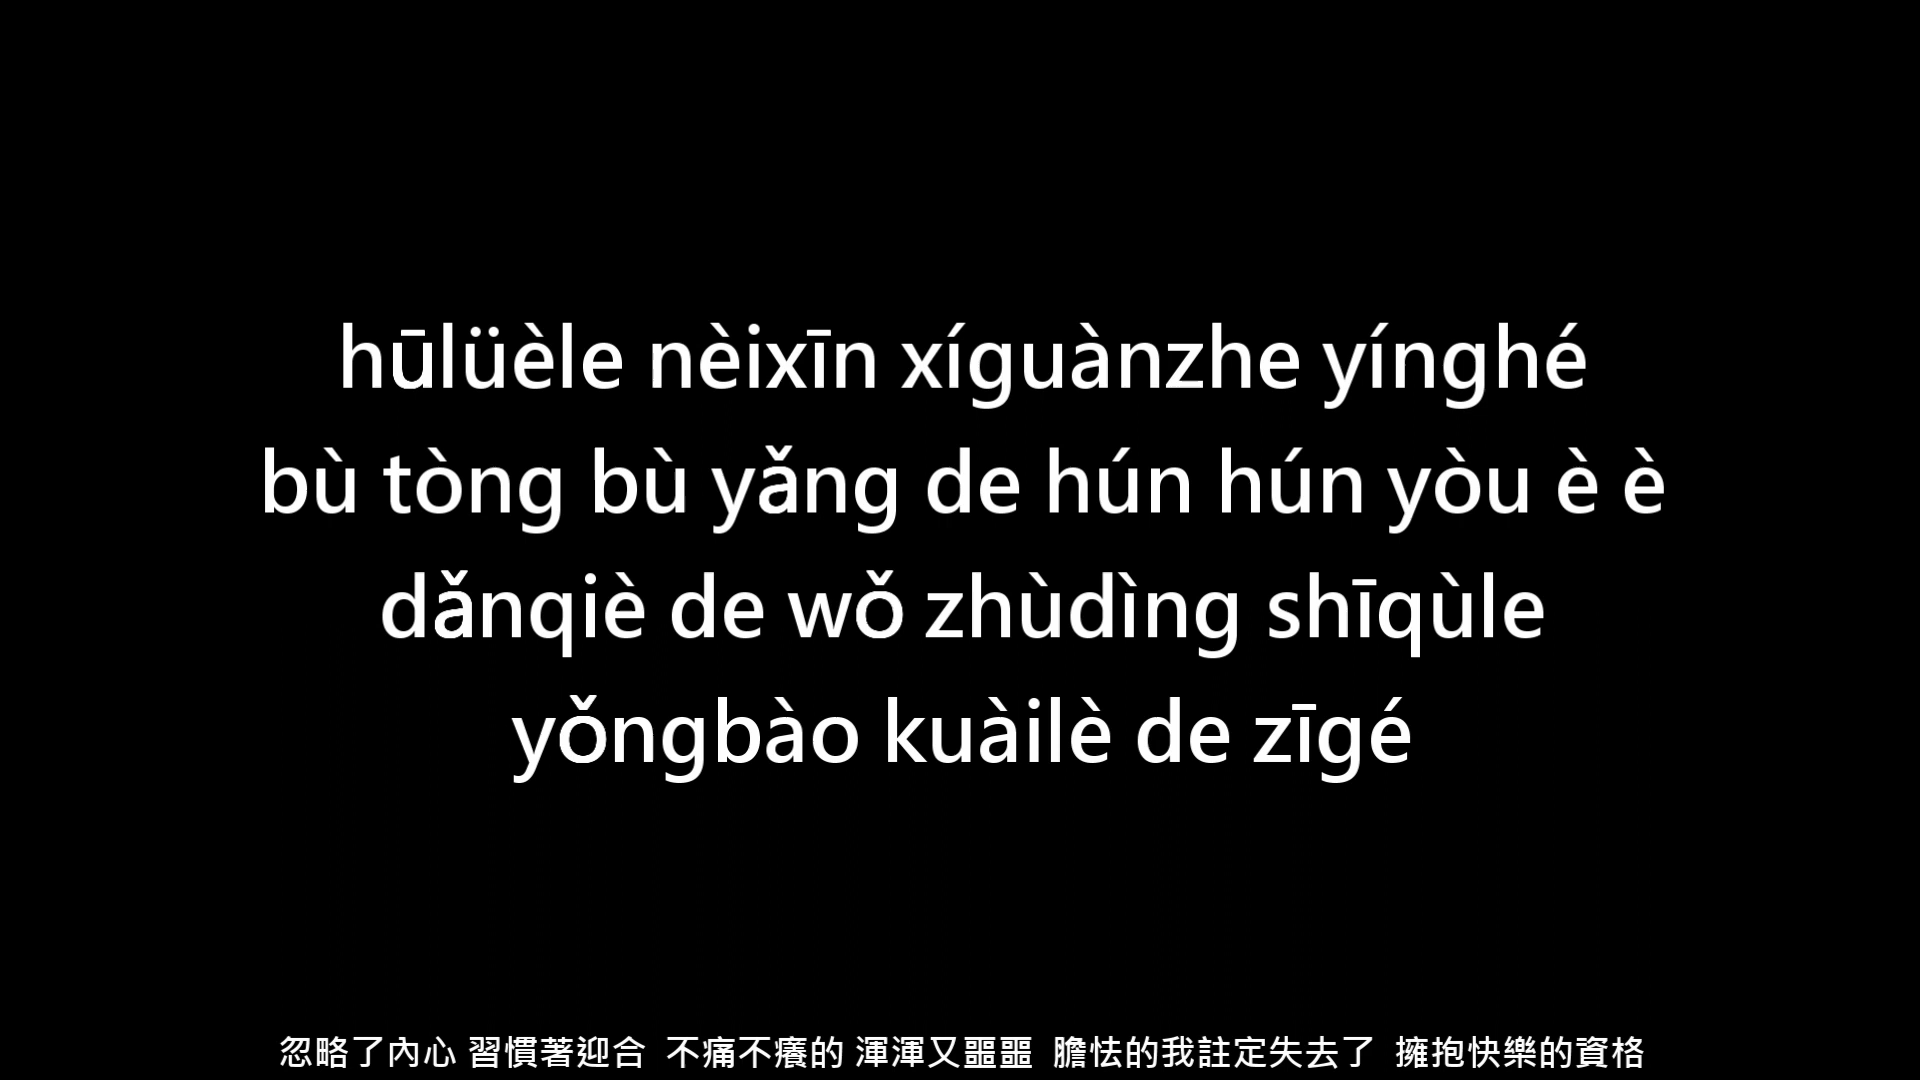 hūlüèle nèixīn xíguànzhe yínghé
bù tòng bù yǎng de hún hún yòu è è
dǎnqiè de wǒ zhùdìng shīqùle
yǒngbào kuàilè de zīgé
忽略了內心 習慣著迎合 不痛不癢的 渾渾又噩噩 膽怯的我註定失去了 擁抱快樂的資格